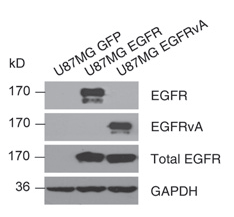 U87MG GFP
U87MG EGFR
U87MG EGFRvA
kD
170 EGFR
170 EGFRvA
170 Total EGFR
36 GAPDH